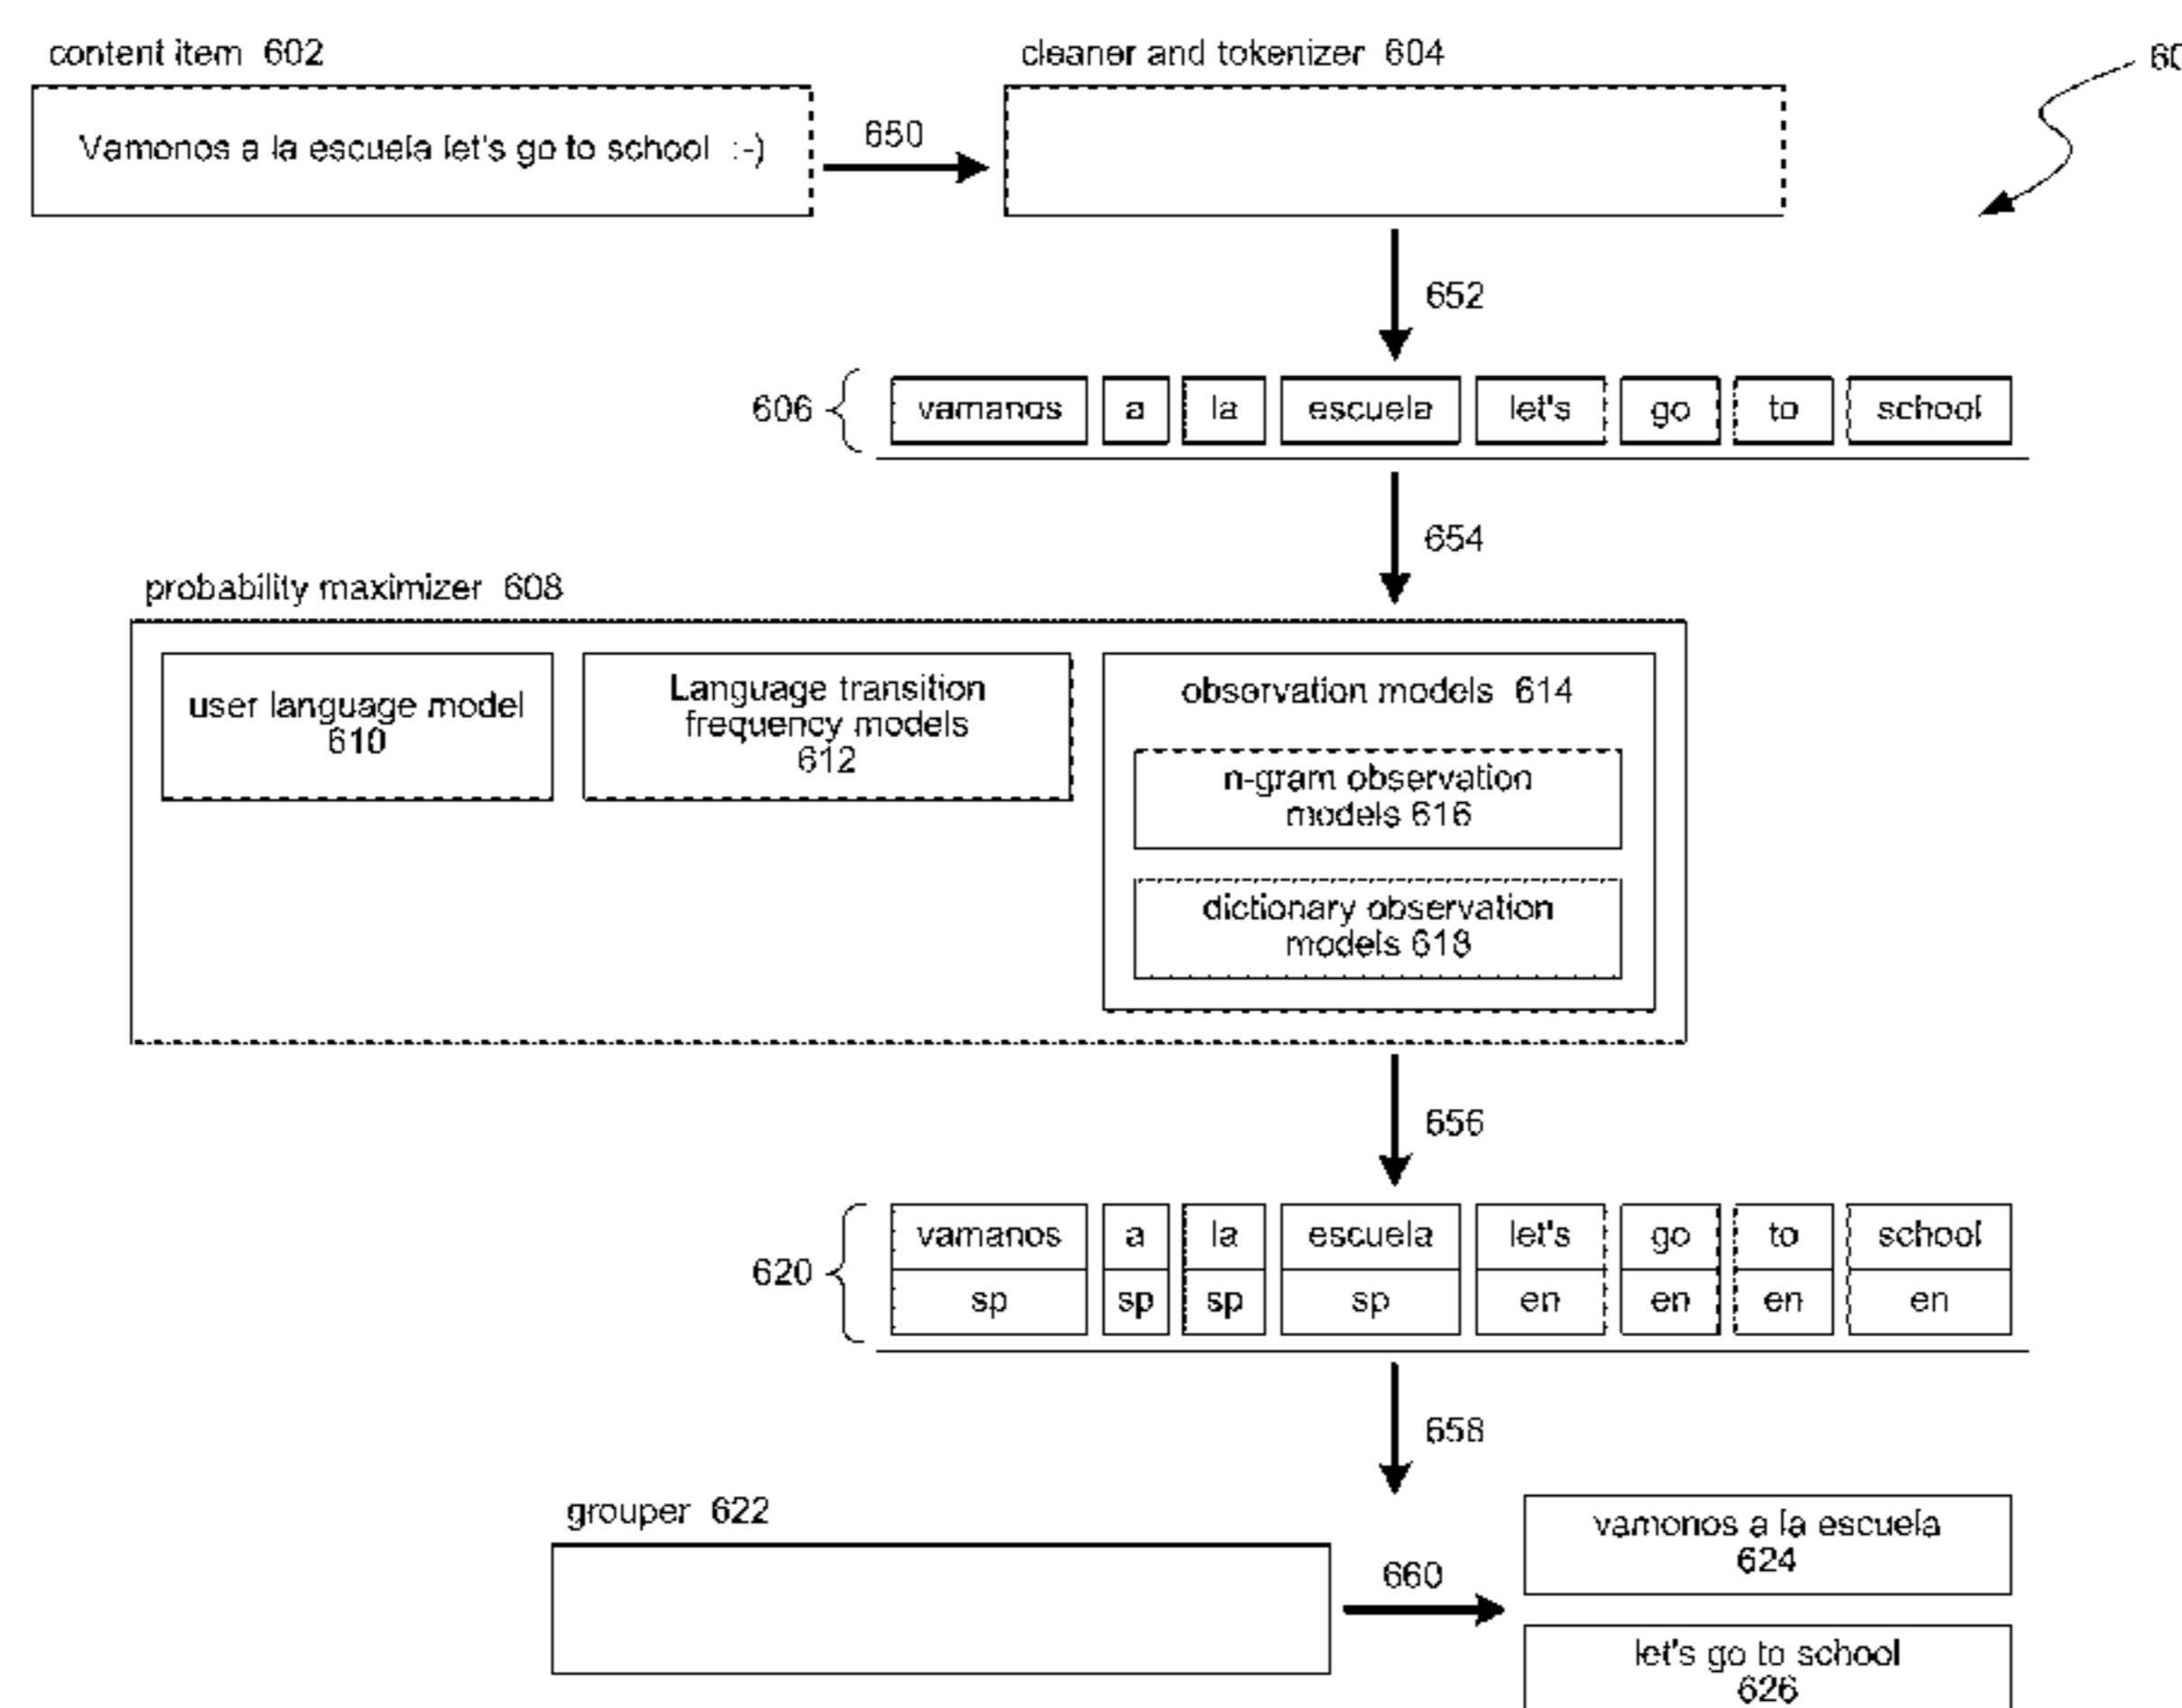 content item 602
cleaner and tokenizer 604
Vamonos a la escuela let's go to school :-)
650
652
606
vamanos a la escuela let's go to school
654
probability maximizer 608
user language model
610
Language transition
frequency models
612
observation models 614
n-gram observation
models 616
dictionary observation
models 618
656
620
vamanos a la escuela let's go to school
sp sp sp sp en en en en
658
grouper 622
660
vamonos a la escuela
624
let's go to school
626